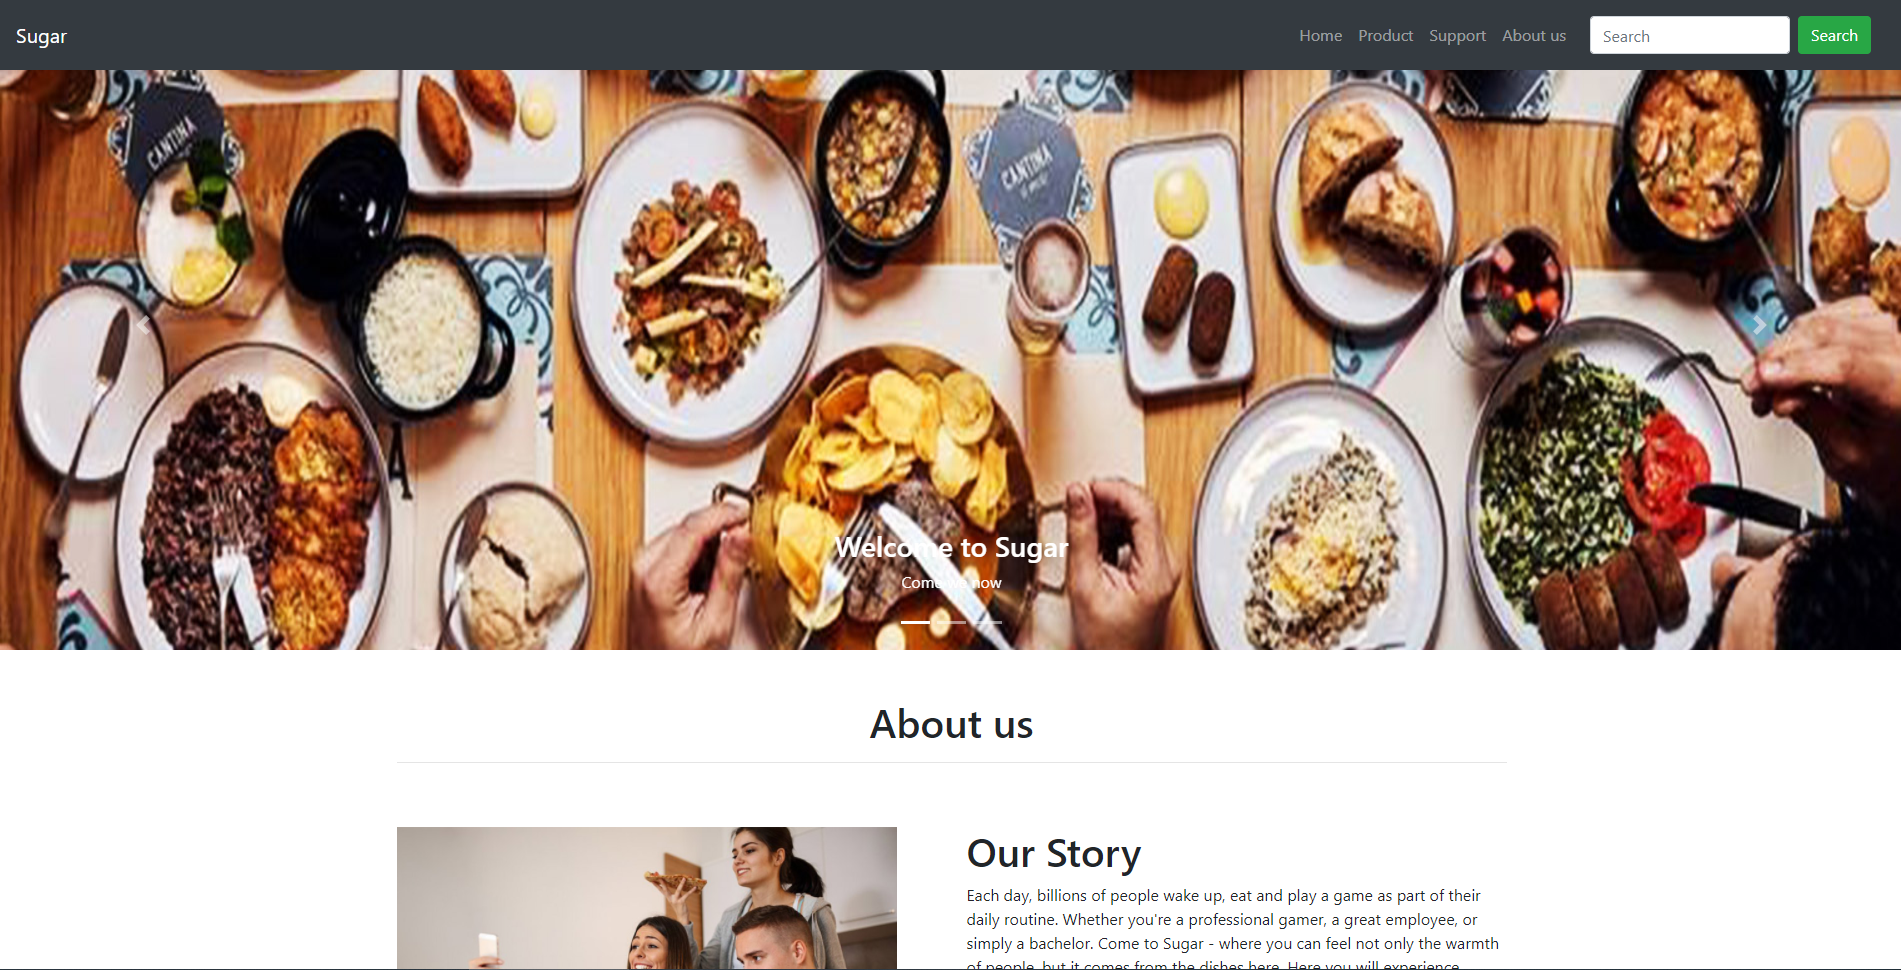 Sugar
Home Product Support About us Search Search
CANTINA
CANTINA
Welcome to Sugar
Come now
About us
Our Story
Each day, billions of people wake up, eat and play a game as part of their
daily routine. Whether you're a professional gamer, a great employee, or
simply a bachelor. Come to Sugar - where you can feel not only the warmth
of people, but it comes from the dishes here. Here you will experience